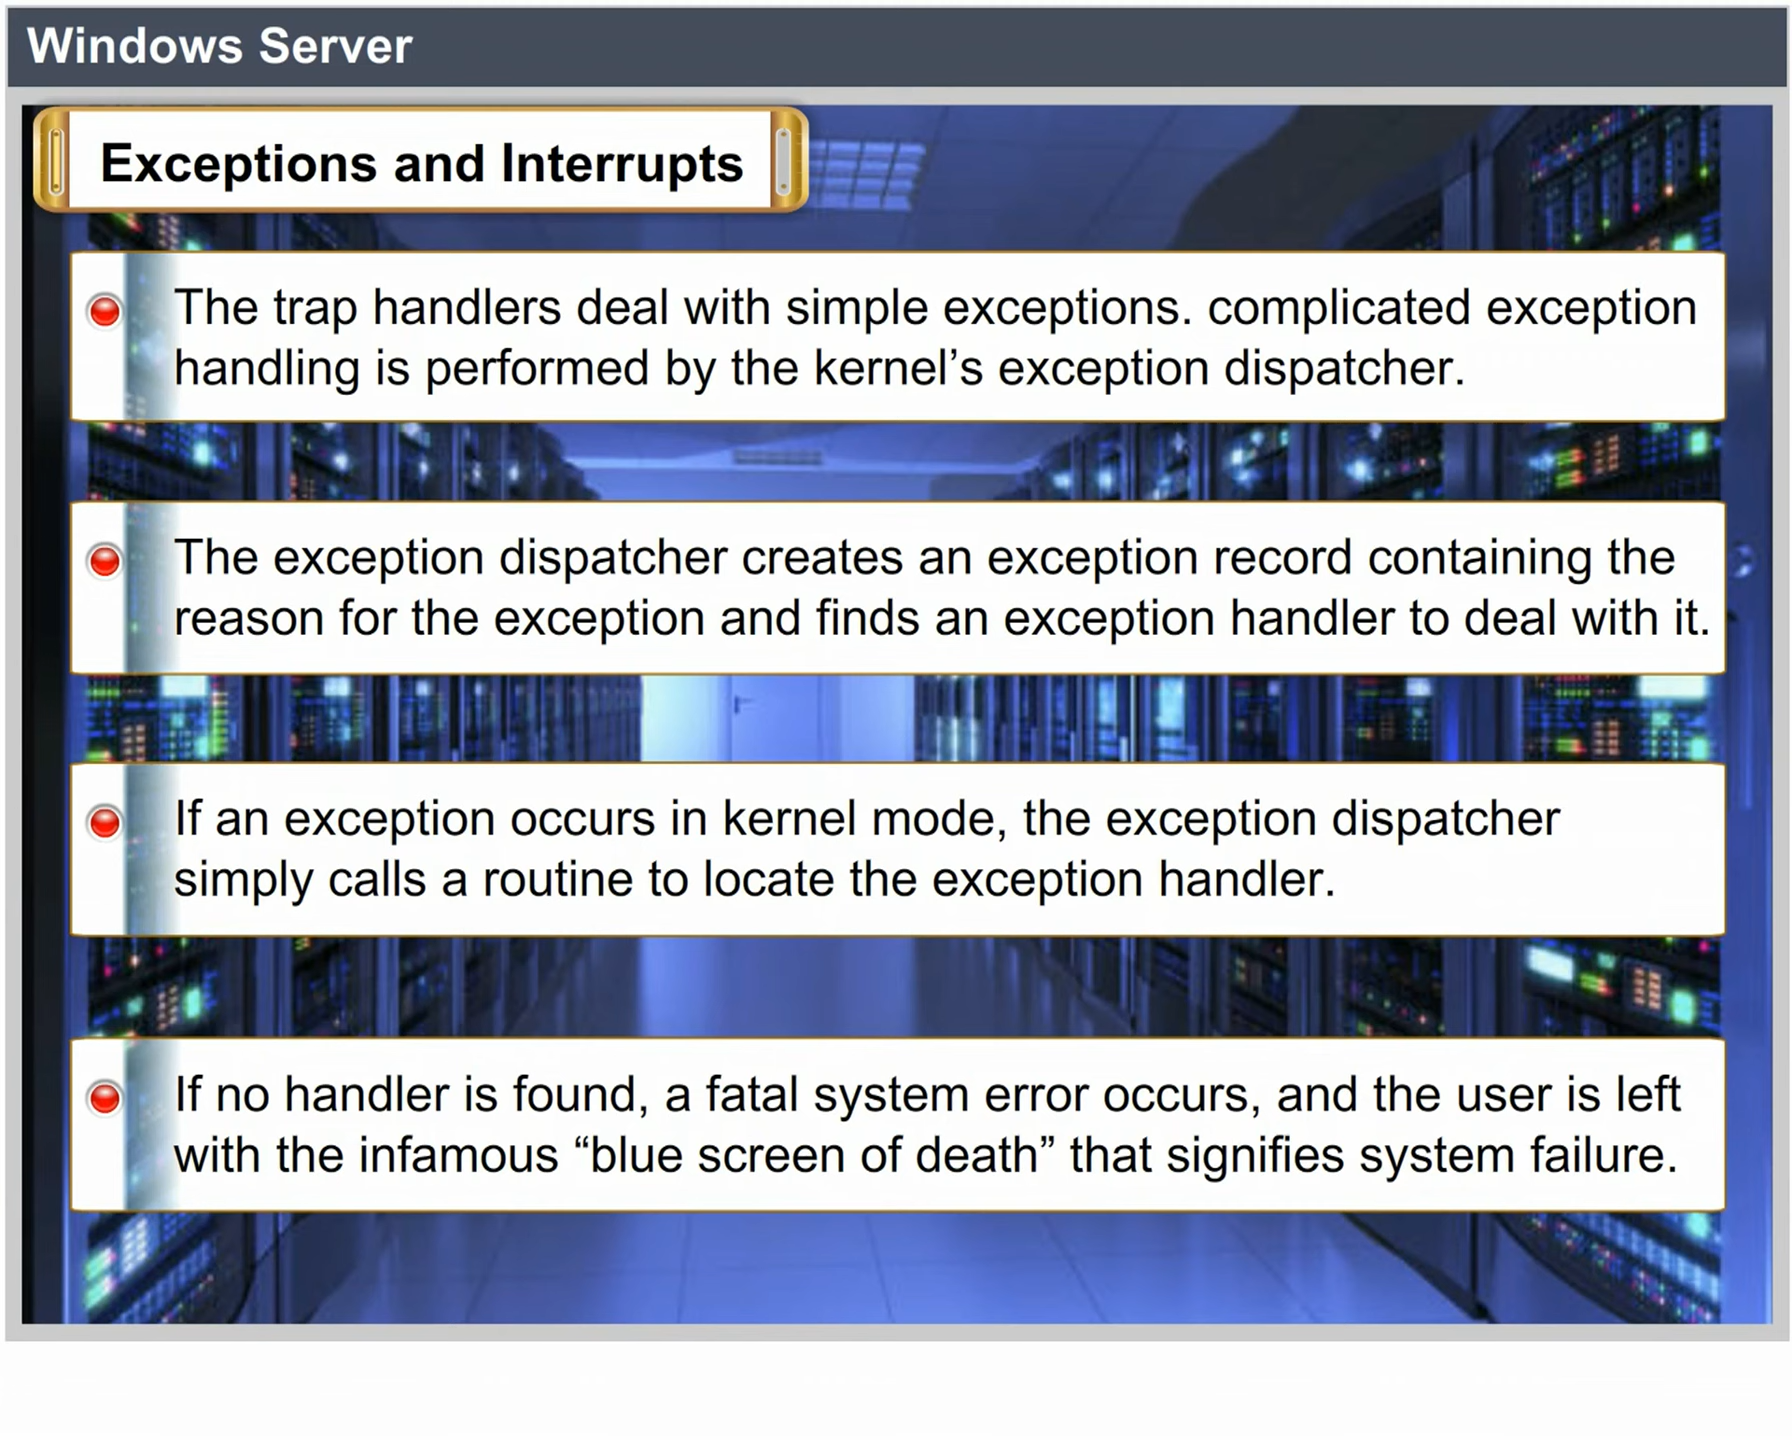 Windows Server
Exceptions and Interrupts
The trap handlers deal with simple exceptions. complicated exception
handling is performed by the kernel’s exception dispatcher.
The exception dispatcher creates an exception record containing the
reason for the exception and finds an exception handler to deal with it.
If an exception occurs in kernel mode, the exception dispatcher
simply calls a routine to locate the exception handler.
If no handler is found, a fatal system error occurs, and the user is left
with the infamous “blue screen of death” that signifies system failure.